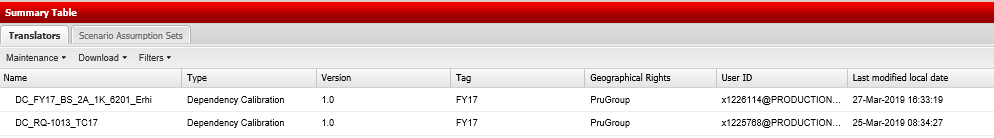 Summary Table
Translators Scenario Assumption Sets
Maintenance Download Filters
Name Type Version Tag Geographical Rights User ID Last modified local date
DC_FY17_BS_2A_1K_6201_Erhi Dependency Calibration 1.0 FY17 PruGroup x1226114@PRODUCTION... 27-Mar-2019 16:33:19
DC_RQ-1013_TC17 Dependency Calibration 1.0 FY17 PruGroup x1225768@PRODUCTION... 25-Mar-2019 08:34:27